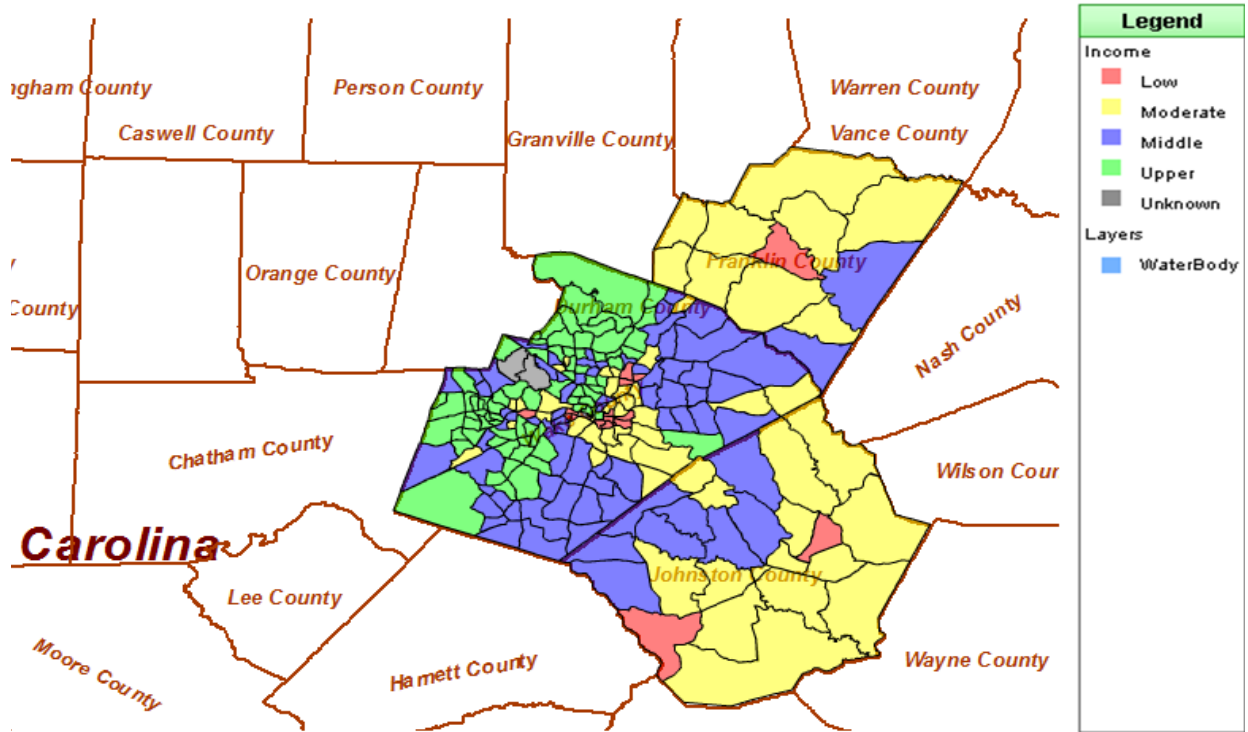 Legend
Income
Low
Moderate
Middle
Upper
Unknown
Layers
WaterBody
ngham County
Person County
Warren County
Caswell County
Granville County
Vance County
Orange County
Franklin County
y
County
Durham County
Nash County
Chatham County
Wilson Cour
Carolina
Johnston County
Lee County
Moore County
Harnett County
Wayne County